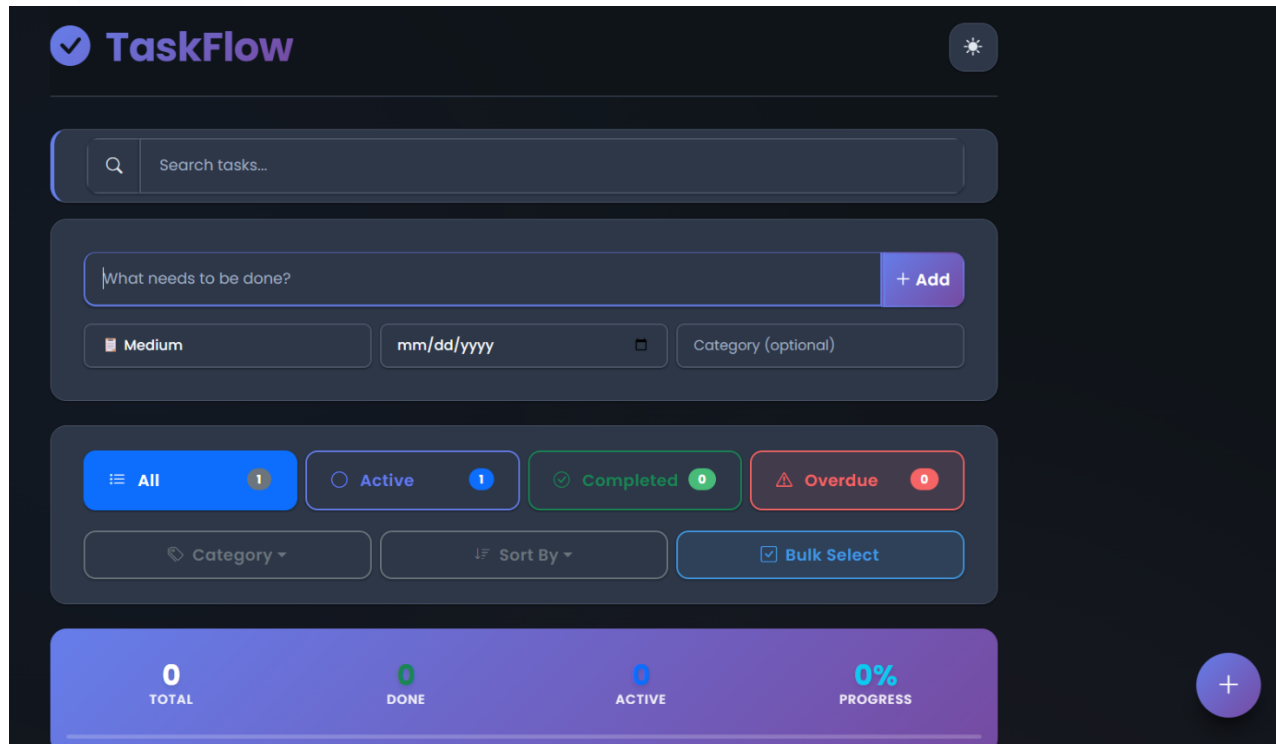 TaskFlow
Search tasks...
What needs to be done?
+ Add
Medium
mm/dd/yyyy
Category (optional)
All 1
Active 1
Completed 0
Overdue 0
Category
Sort By
Bulk Select
0 0 0 0%
TOTAL DONE ACTIVE PROGRESS
+